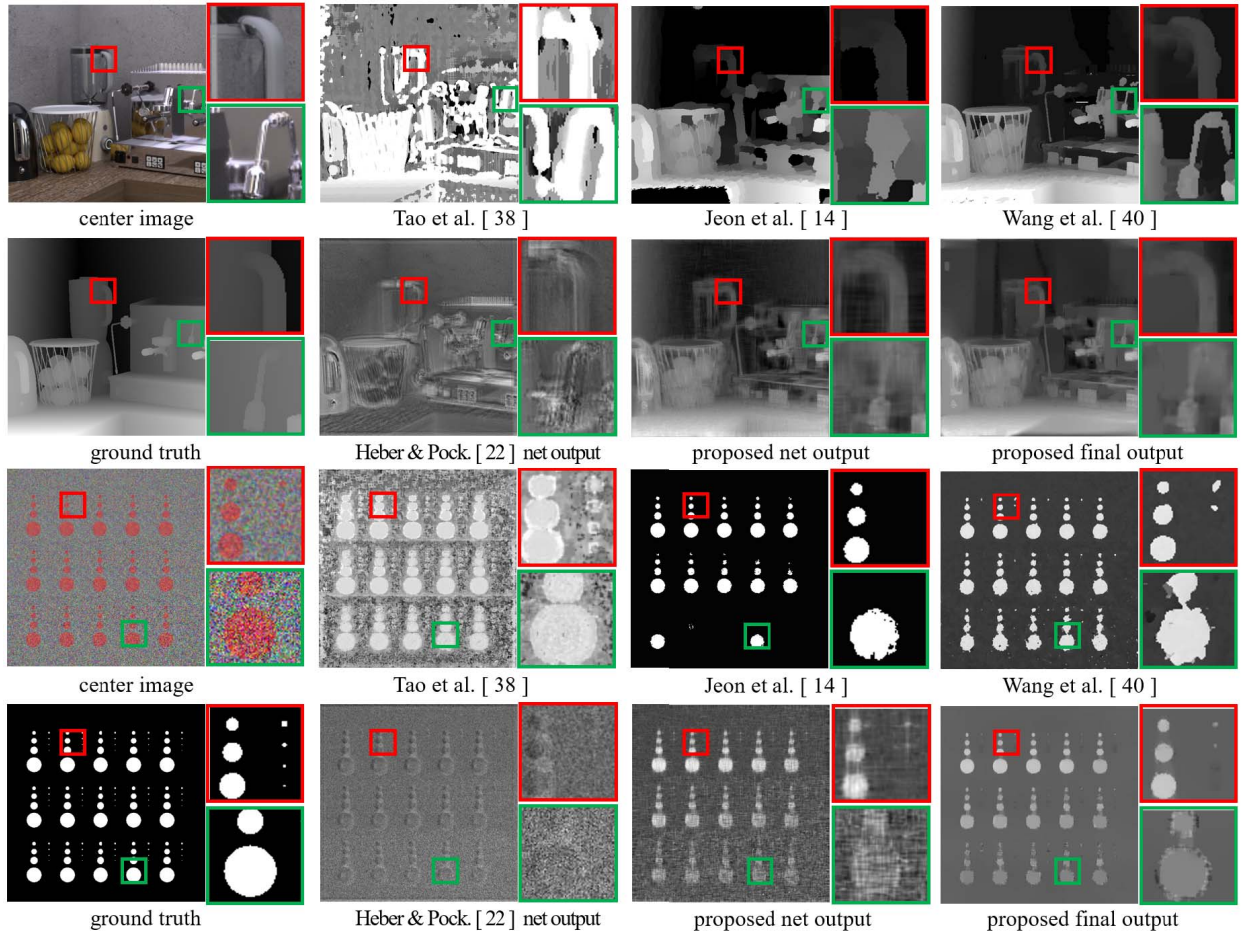 center image
Tao et al. [ 38 ]
Jeon et al. [ 14 ]
Wang et al. [ 40 ]
ground truth
Heber & Pock. [ 22 ] net output
proposed net output
proposed final output
center image
Tao et al. [ 38 ]
Jeon et al. [ 14 ]
Wang et al. [ 40 ]
ground truth
Heber & Pock. [ 22 ] net output
proposed net output
proposed final output